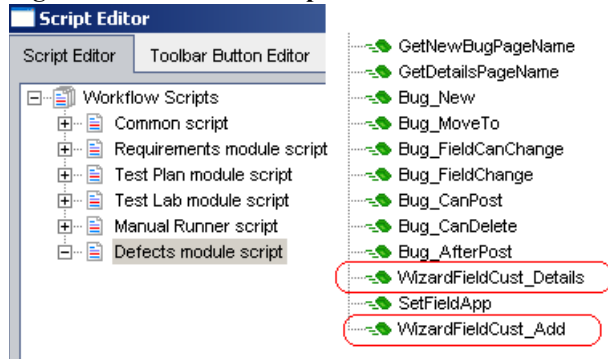 Script Editor
Script Editor
Toolbar Button Editor
Workflow Scripts
Common script
Requirements module script
Test Plan module script
Test Lab module script
Manual Runner script
Defects module script
GetNewBugPageName
GetDetailsPageName
Bug_New
Bug_MoveTo
Bug_FieldCanChange
Bug_FieldChange
Bug_CanPost
Bug_CanDelete
Bug_AfterPost
WizardFieldCust_Details
SetFieldApp
WizardFieldCust_Add